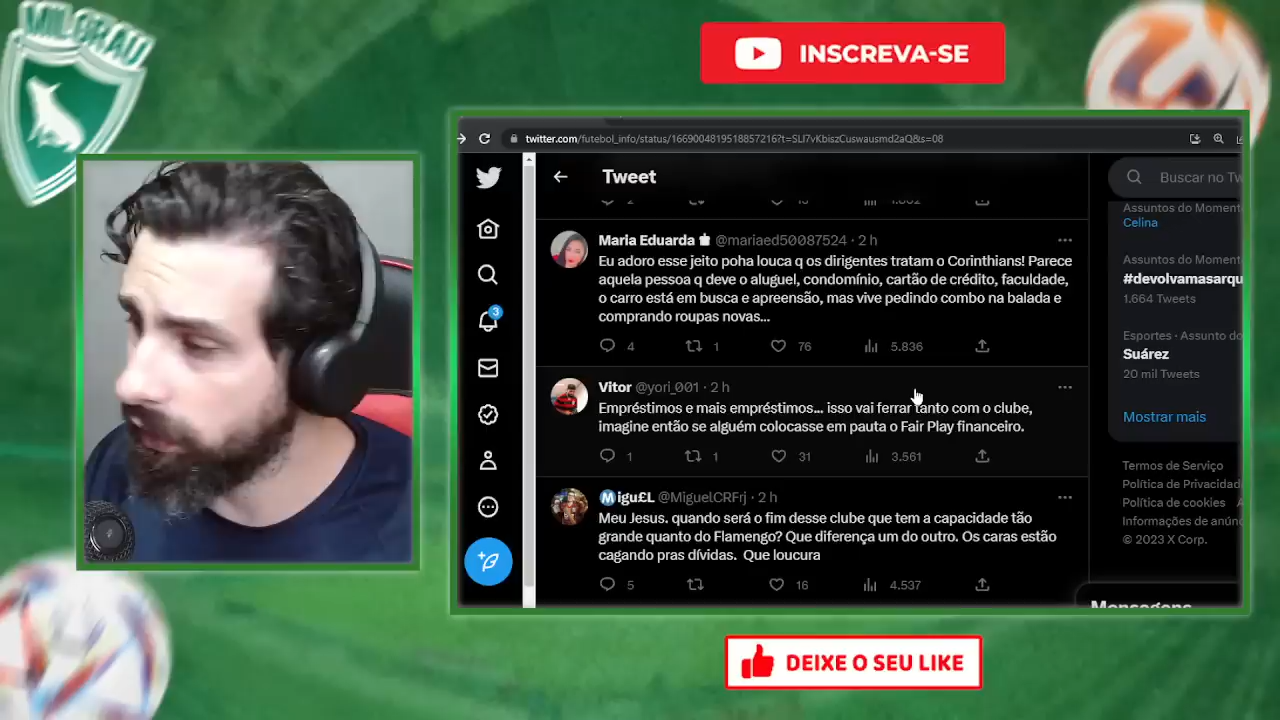 MIL GRAU
INSCREVA-SE
twitter.com/futebol_info/status/1669004819518857216?t=SLl7vKbiszCuswausmd2aQ&s=08
Tweet
Buscar no Tw
Assuntos do Moment
Celina
Maria Eduarda @mariaed50087524 · 2 h
Eu adoro esse jeito poha louca q os dirigentes tratam o Corinthians! Parece
aquela pessoa q deve o aluguel, condomínio, cartão de crédito, faculdade,
o carro está em busca e apreensão, mas vive pedindo combo na balada e
comprando roupas novas...
4 1 76 5.836
Assuntos do Moment
#devolvamasarqu
1.664 Tweets
Esportes · Assunto do
Suárez
20 mil Tweets
Mostrar mais
3
Vitor @yori_001 · 2 h
Empréstimos e mais empréstimos... isso vai ferrar tanto com o clube,
imagine então se alguém colocasse em pauta o Fair Play financeiro.
1 1 31 3.561
Termos de Serviço
Política de Privacidad
Política de cookies
Informações de anúnc
© 2023 X Corp.
Ⓜ️igu£L @MiguelCRFrj · 2 h
Meu Jesus. quando será o fim desse clube que tem a capacidade tão
grande quanto do Flamengo? Que diferença um do outro. Os caras estão
cagando pras dívidas. Que loucura
5 16 4.537
Mensagens
DEIXE O SEU LIKE